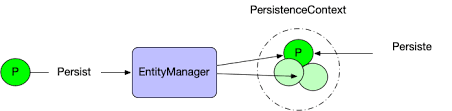 PersistenceContext
P
Persist
EntityManager
P
Persiste